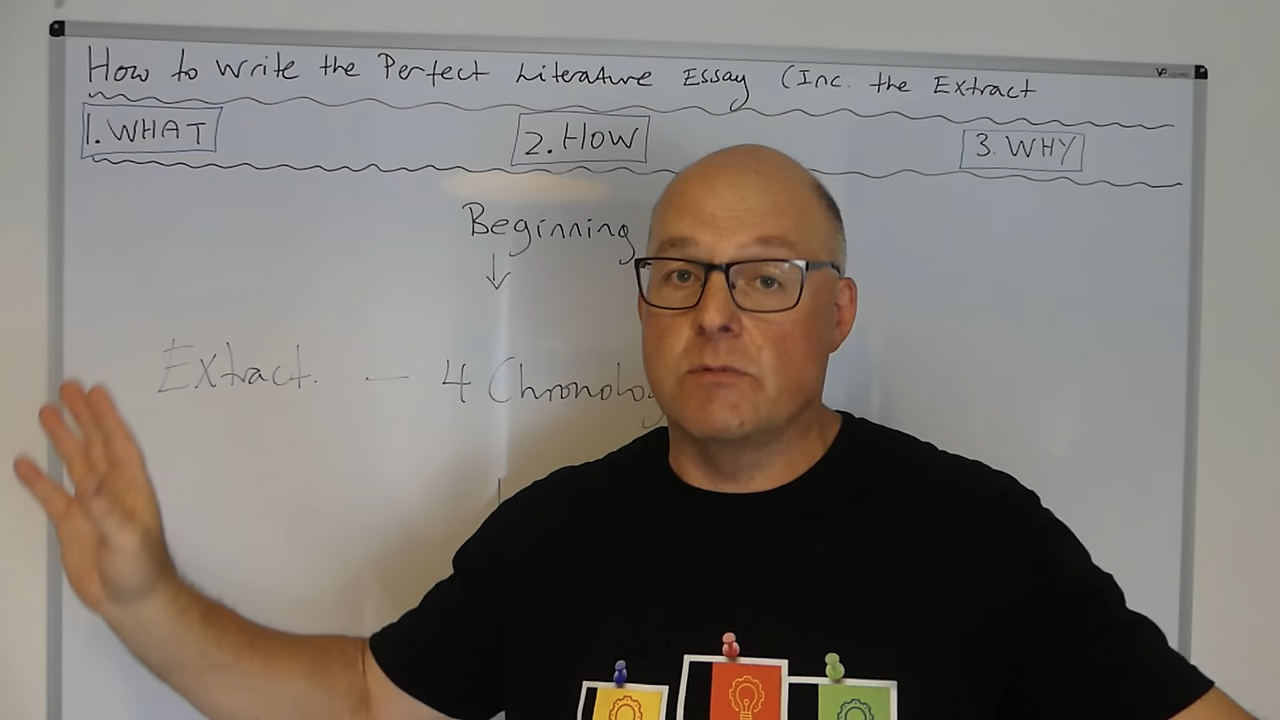 How to write the Perfect Literature Essay (Inc. the Extract
1. WHAT 2. HOW 3. WHY
Beginning
Extract. — 4